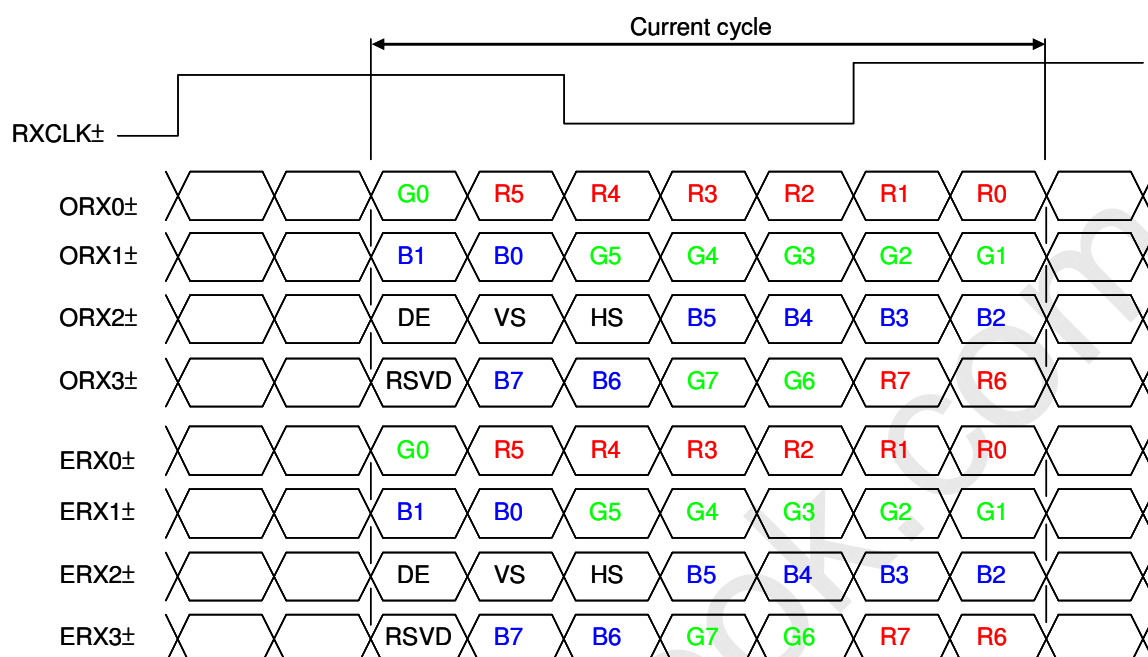 Current cycle
RXCLK±
ORX0± G0 R5 R4 R3 R2 R1 R0
ORX1± B1 B0 G5 G4 G3 G2 G1
ORX2± DE VS HS B5 B4 B3 B2
ORX3± RSVD B7 B6 G7 G6 R7 R6
ERX0± G0 R5 R4 R3 R2 R1 R0
ERX1± B1 B0 G5 G4 G3 G2 G1
ERX2± DE VS HS B5 B4 B3 B2
ERX3± RSVD B7 B6 G7 G6 R7 R6
ook.com